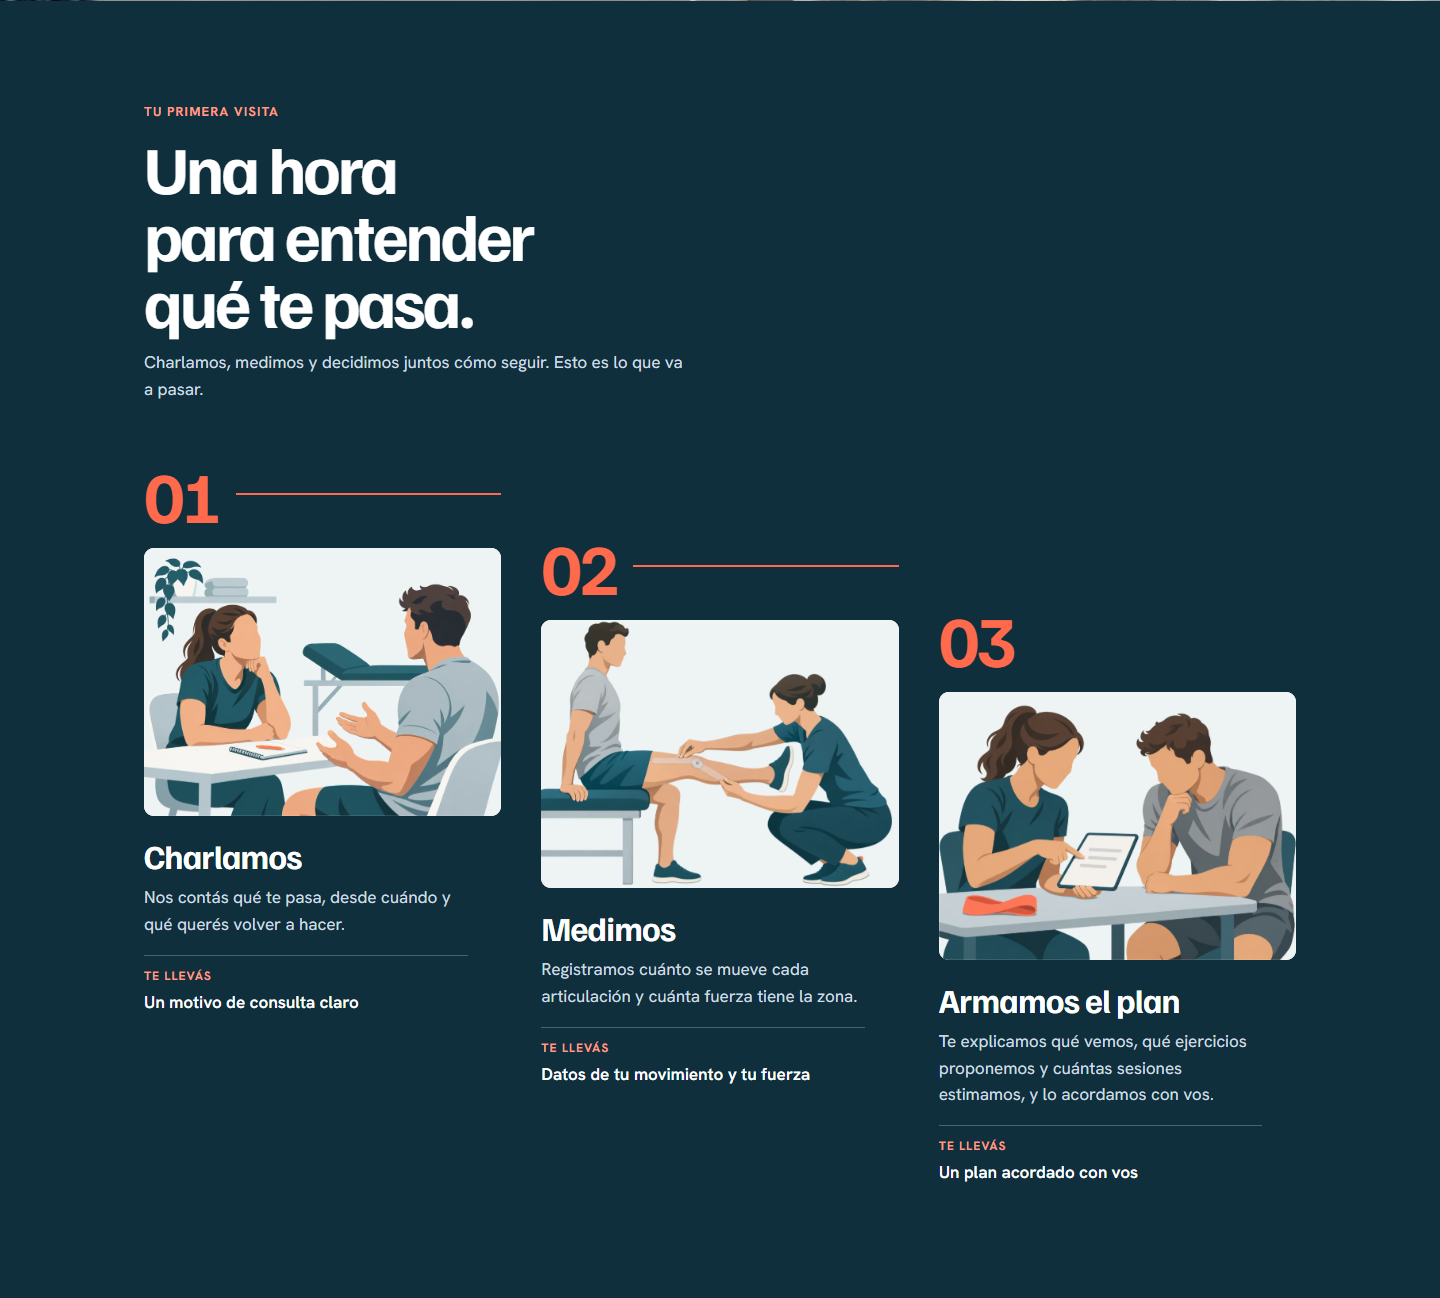 TU PRIMERA VISITA
Una hora
para entender
qué te pasa.
Charlamos, medimos y decidimos juntos cómo seguir. Esto es lo que va
a pasar.
01
Charlamos
Nos contás qué te pasa, desde cuándo y
qué querés volver a hacer.
TE LLEVÁS
Un motivo de consulta claro
02
Medimos
Registramos cuánto se mueve cada
articulación y cuánta fuerza tiene la zona.
TE LLEVÁS
Datos de tu movimiento y tu fuerza
03
Armamos el plan
Te explicamos qué vemos, qué ejercicios
proponemos y cuántas sesiones
estimamos, y lo acordamos con vos.
TE LLEVÁS
Un plan acordado con vos